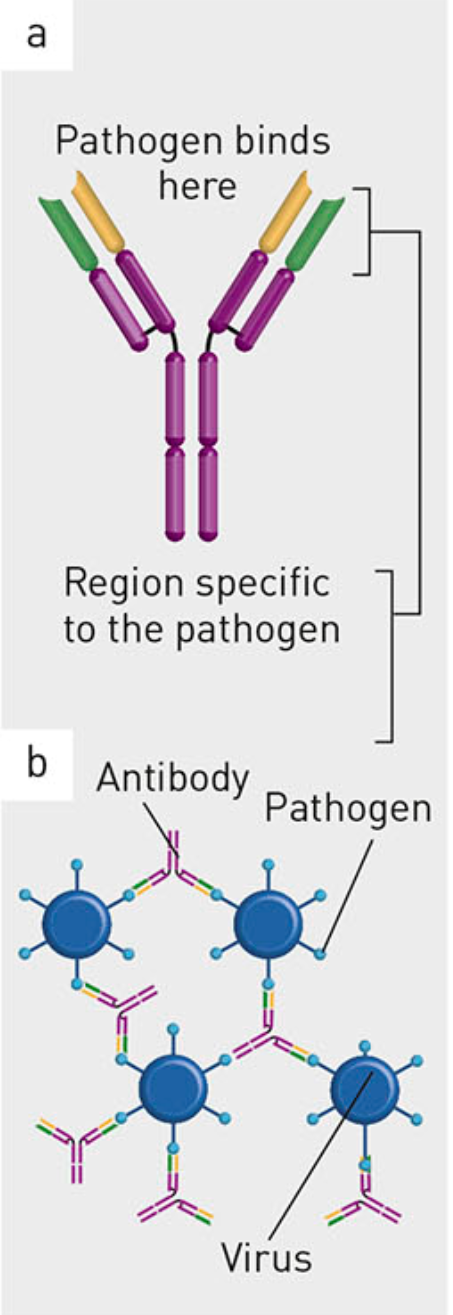 a
Pathogen binds
here
Region specific
to the pathogen
b
Antibody
Pathogen
Virus